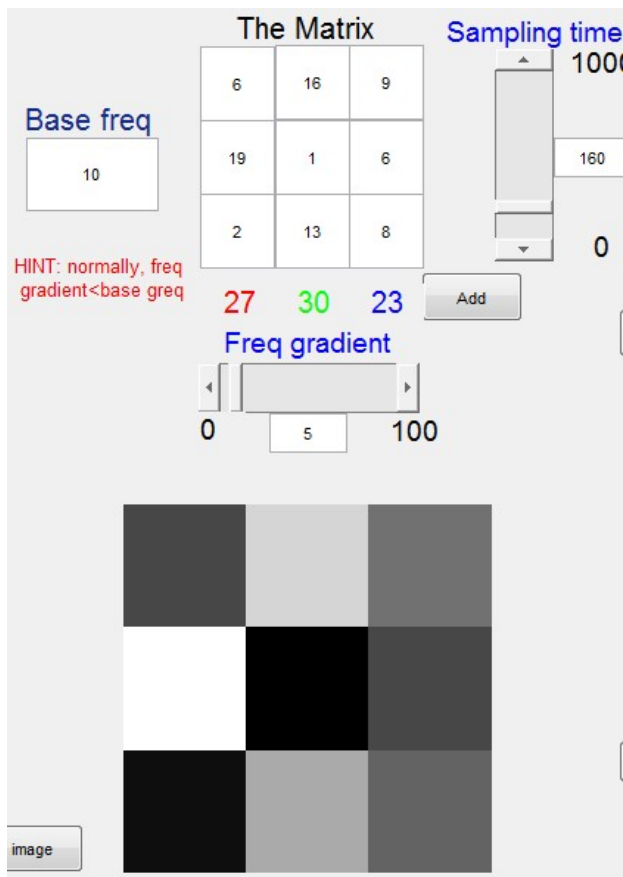 The Matrix
Sampling time
1000
6 16 9
Base freq
10
19 1 6
160
2 13 8
0
HINT: normally, freq
gradient<base greq
27 30 23
Add
Freq gradient
0 5 100
image